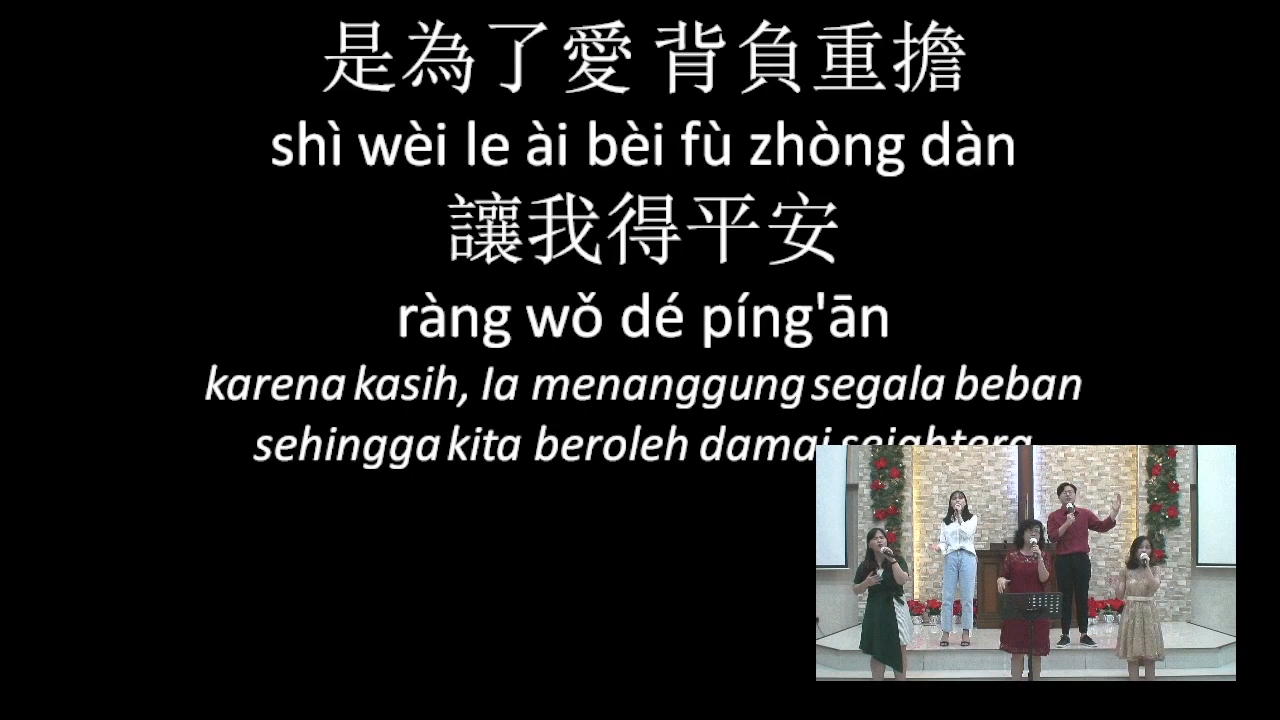 是為了愛 背負重擔
shì wèi le ài bèi fù zhòng dàn
讓我得平安
ràng wǒ dé píng'ān
karena kasih, Ia menanggung segala beban
sehingga kita beroleh damai sejahtera